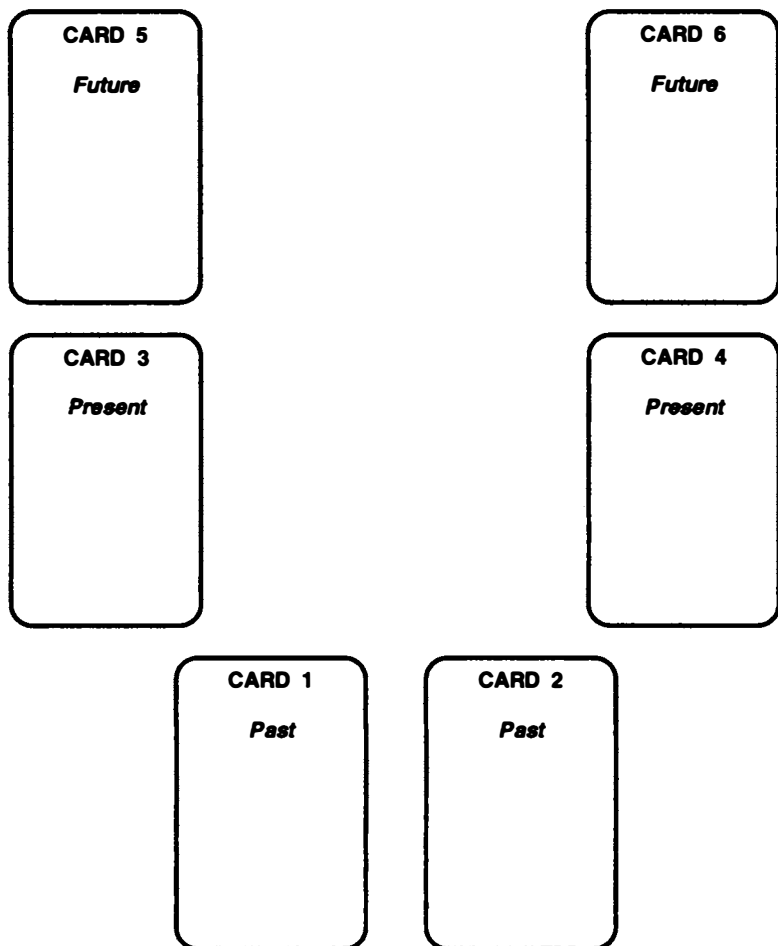 CARD 5
Future
CARD 6
Future
CARD 3
Present
CARD 4
Present
CARD 1
Past
CARD 2
Past